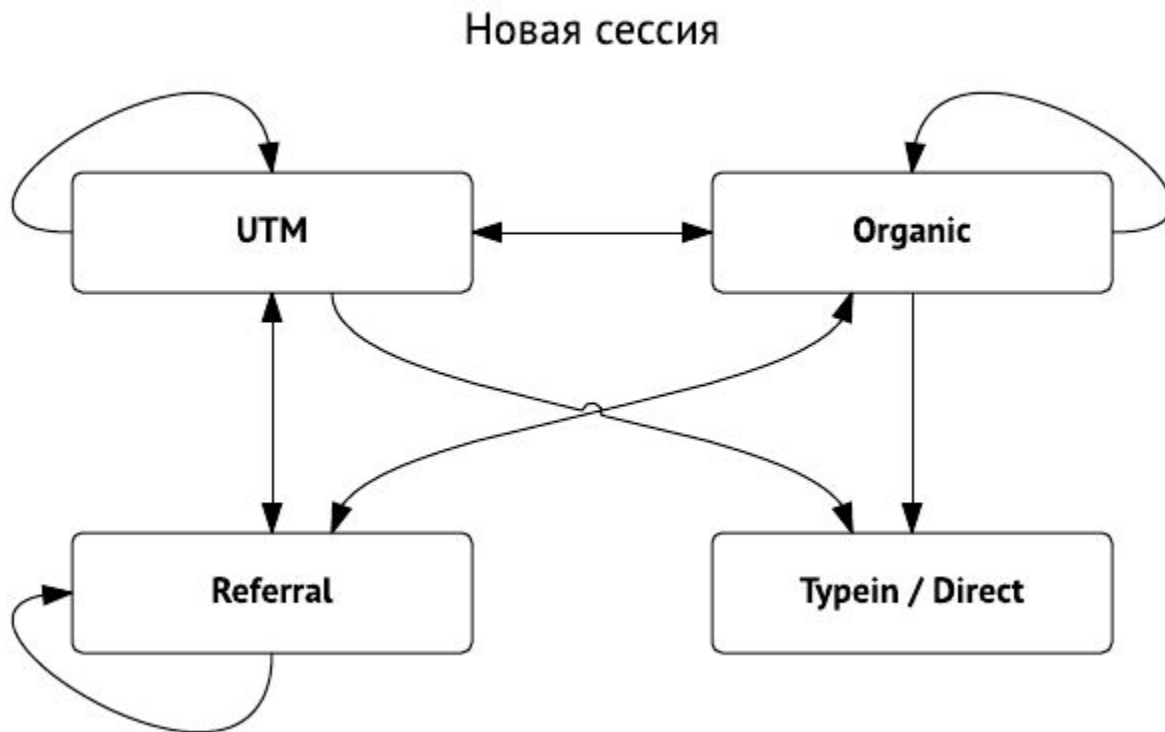 Новая сессия
UTM
Organic
Referral
Typein / Direct